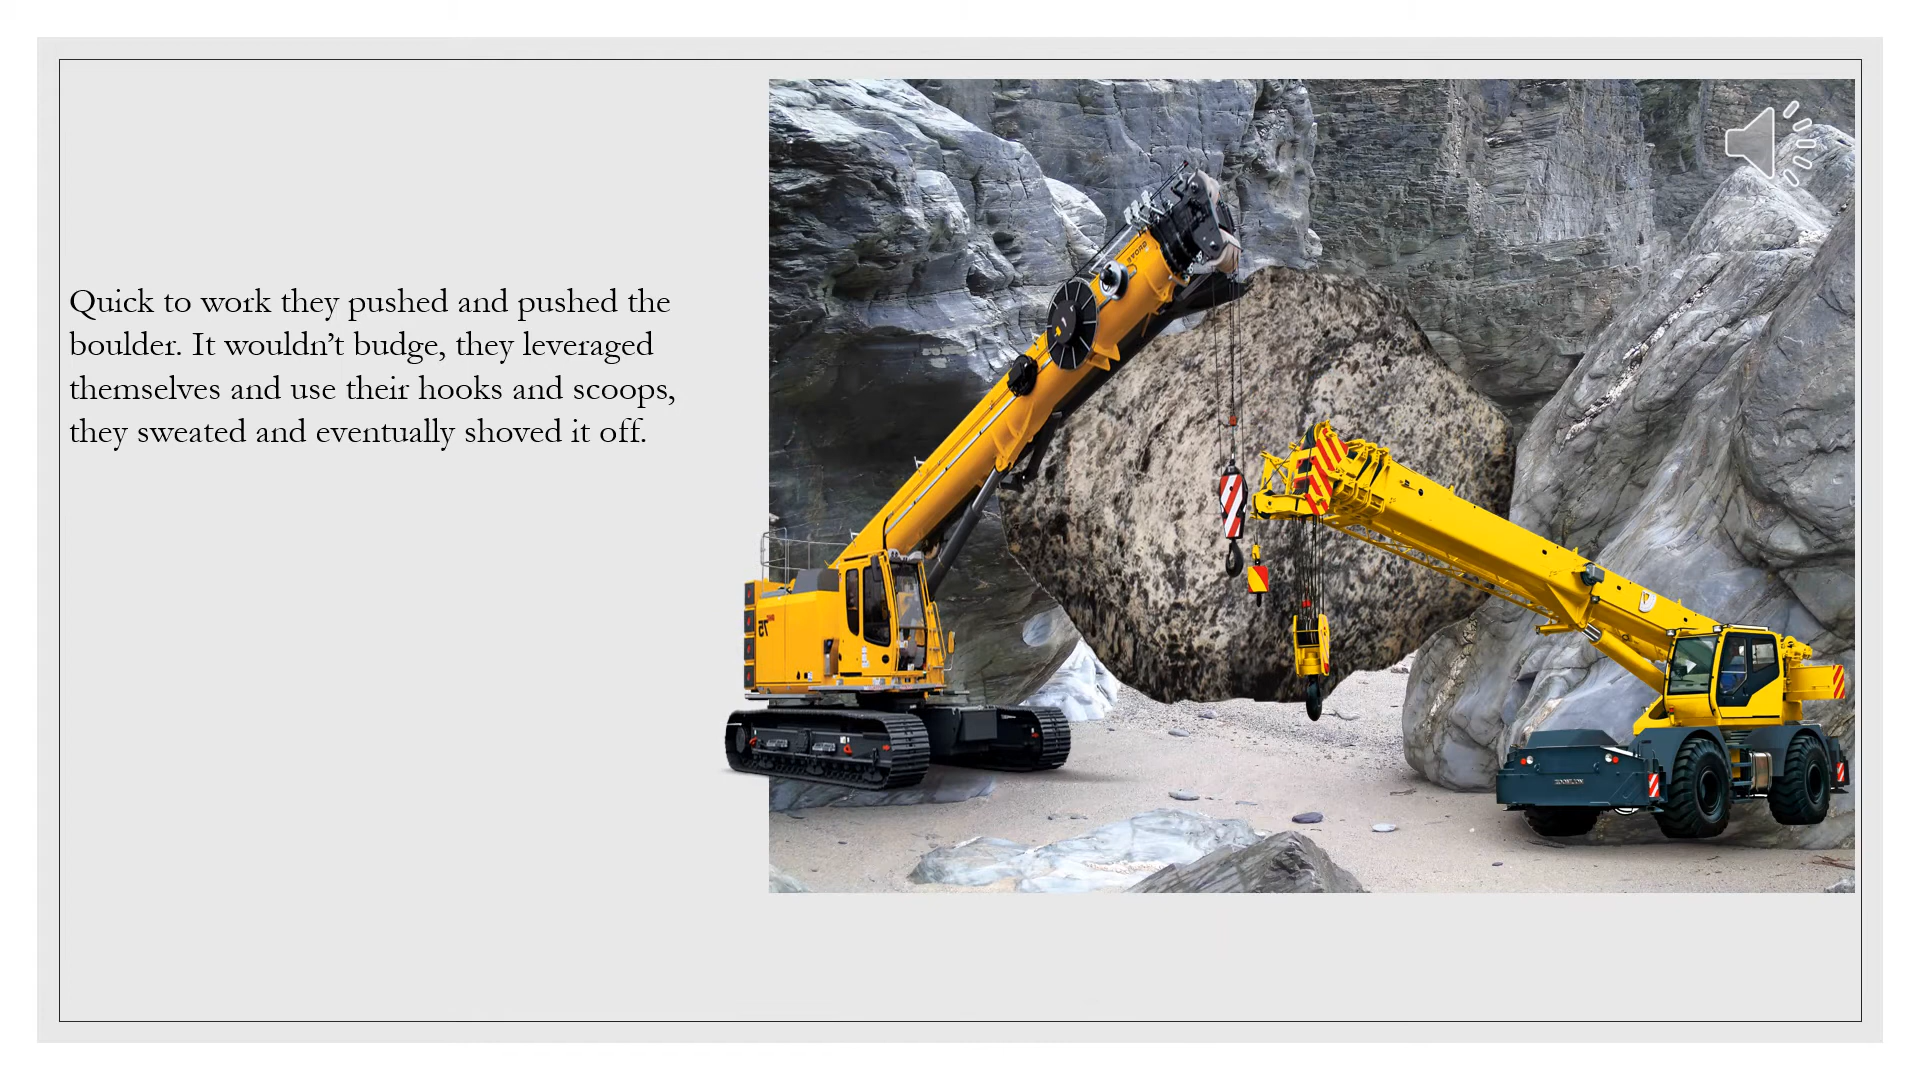 Quick to work they pushed and pushed the
boulder. It wouldn’t budge, they leveraged
themselves and use their hooks and scoops,
they sweated and eventually shoved it off.